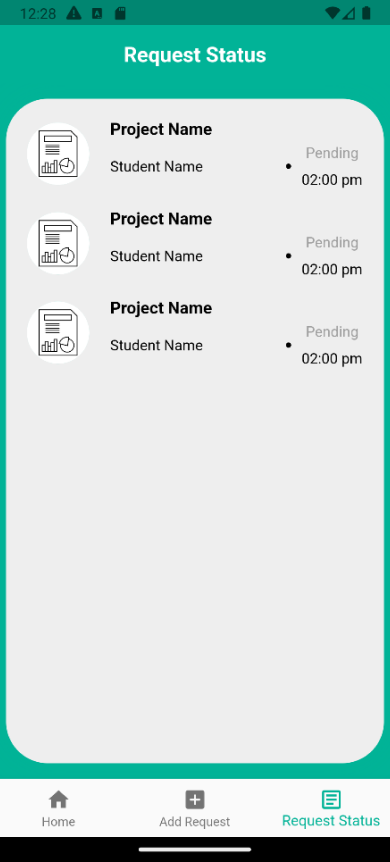 12:28
Request Status
Project Name
Pending
Student Name
•
02:00 pm
Project Name
Pending
Student Name
•
02:00 pm
Project Name
Pending
Student Name
•
02:00 pm
Home
Add Request
Request Status